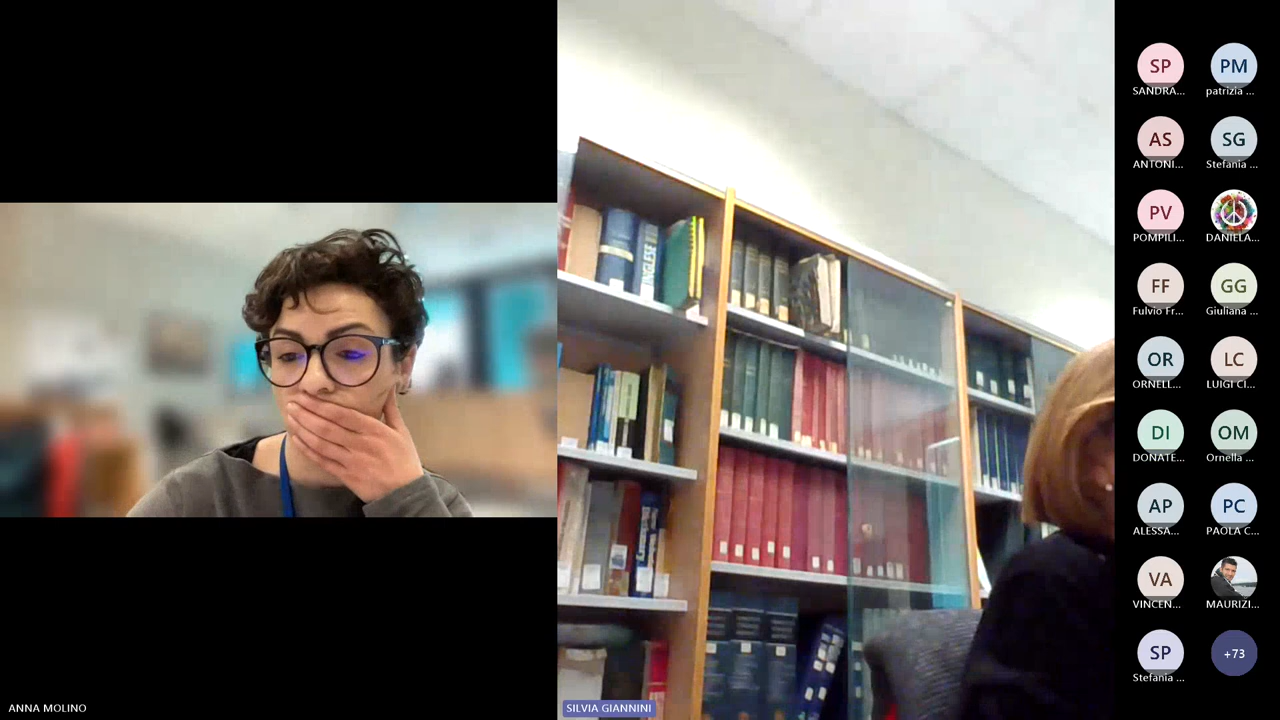 ANNA MOLINO
INGLESE
SILVIA GIANNINI
SP
SANDRA...
PM
patrizia ...
AS
ANTONI...
SG
Stefania ...
PV
POMPILI...
DANIELA...
FF
Fulvio Fr...
GG
Giuliana ...
OR
ORNELL...
LC
LUIGI CI...
DI
DONATE...
OM
Ornella ...
AP
ALESSA...
PC
PAOLA C...
VA
VINCEN...
MAURIZI...
SP
Stefania ...
+73